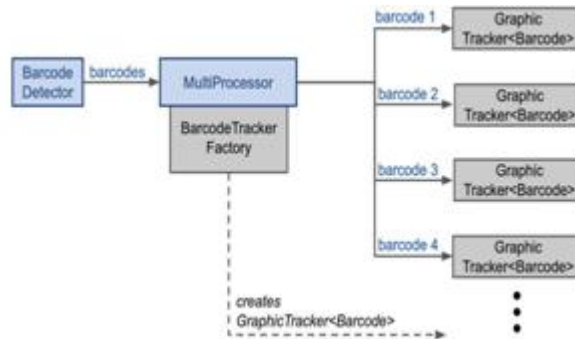 barcode 1
Graphic
Tracker<Barcode>
Barcode
Detector
barcodes
MultiProcessor
barcode 2
Graphic
Tracker<Barcode>
BarcodeTracker
Factory
barcode 3
Graphic
Tracker<Barcode>
barcode 4
Graphic
Tracker<Barcode>
creates
GraphicTracker<Barcode>